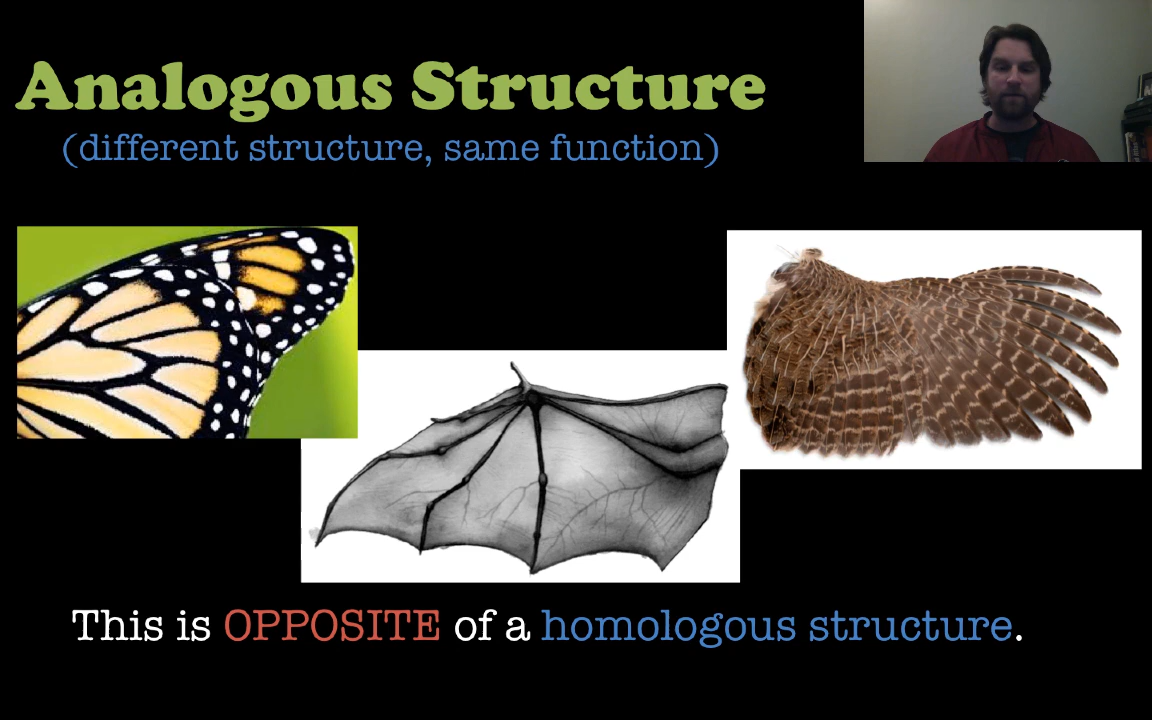 Analogous Structure
(different structure, same function)
This is OPPOSITE of a homologous structure.